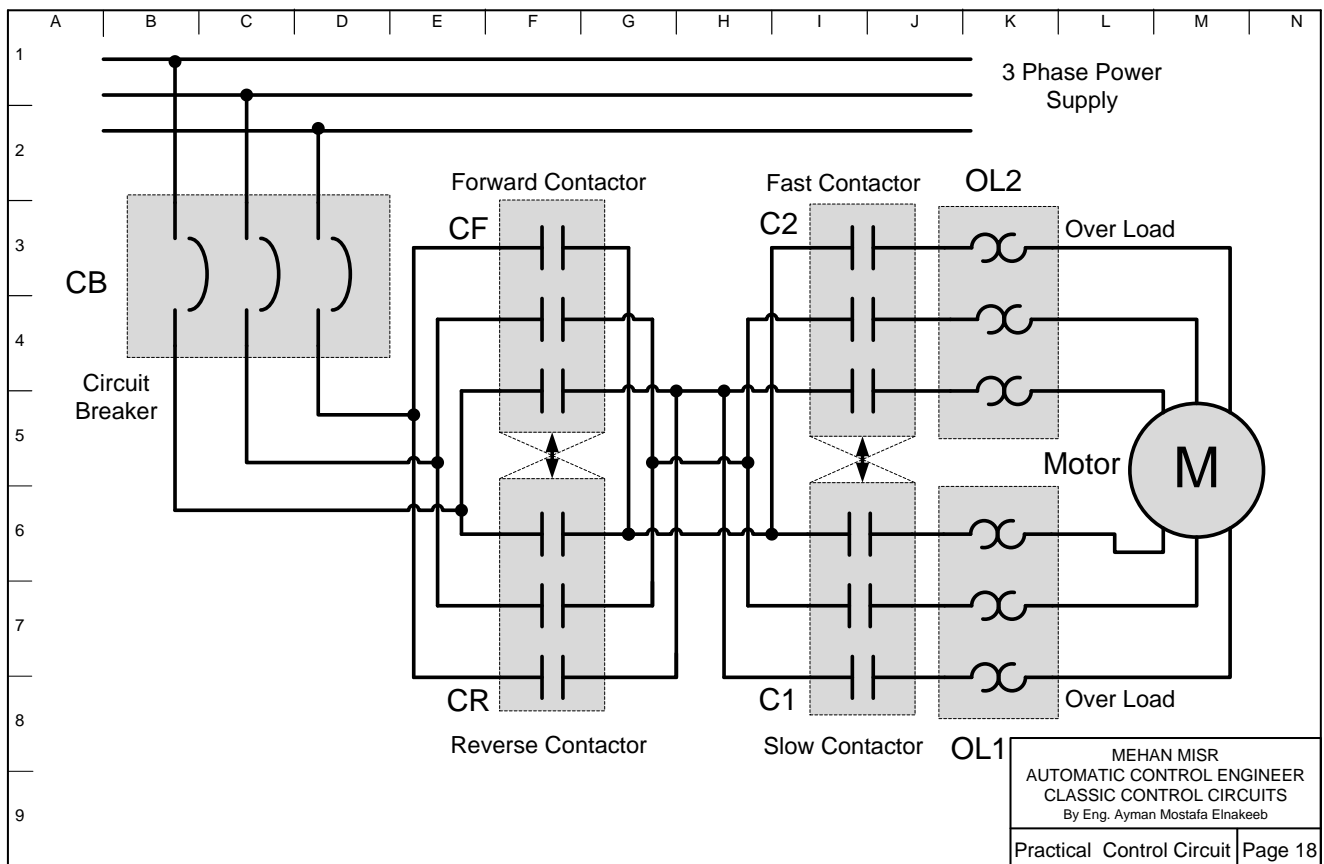 A B C D E F G H I J K L M N
1
2
3
4
5
6
7
8
9
3 Phase Power
Supply
Forward Contactor
Fast Contactor
OL2
CF
C2
Over Load
CB
Circuit
Breaker
Motor
M
CR
C1
Over Load
Reverse Contactor
Slow Contactor
OL1
MEHAN MISR
AUTOMATIC CONTROL ENGINEER
CLASSIC CONTROL CIRCUITS
By Eng. Ayman Mostafa Elnakeeb
Practical Control Circuit
Page 18